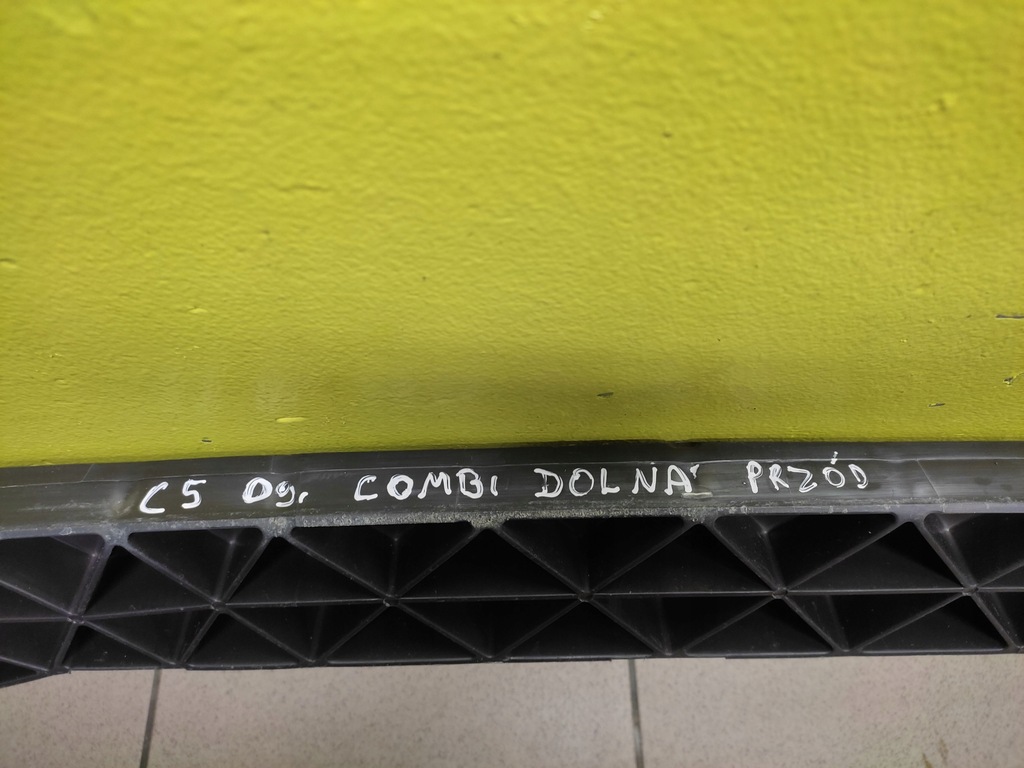 C5 09r. COMBI DOLNA PRZÓD